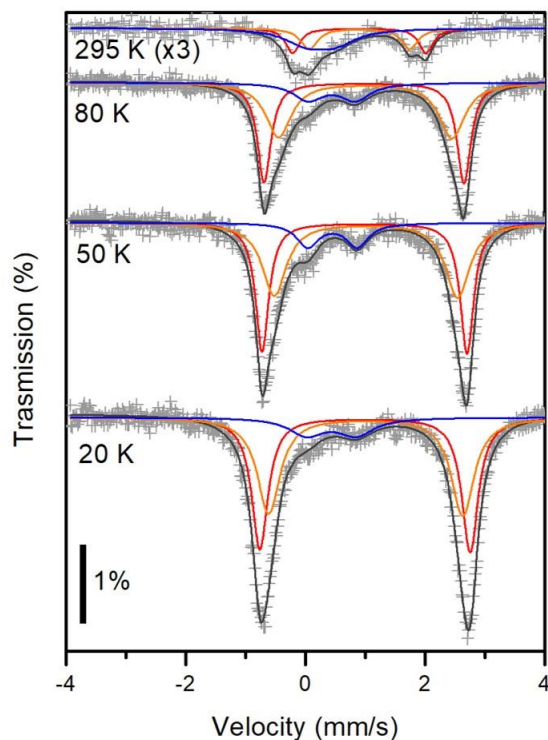 295 K (x3)
80 K
50 K
20 K
1%
Trasmission (%)
-4 -2 0 2 4
Velocity (mm/s)